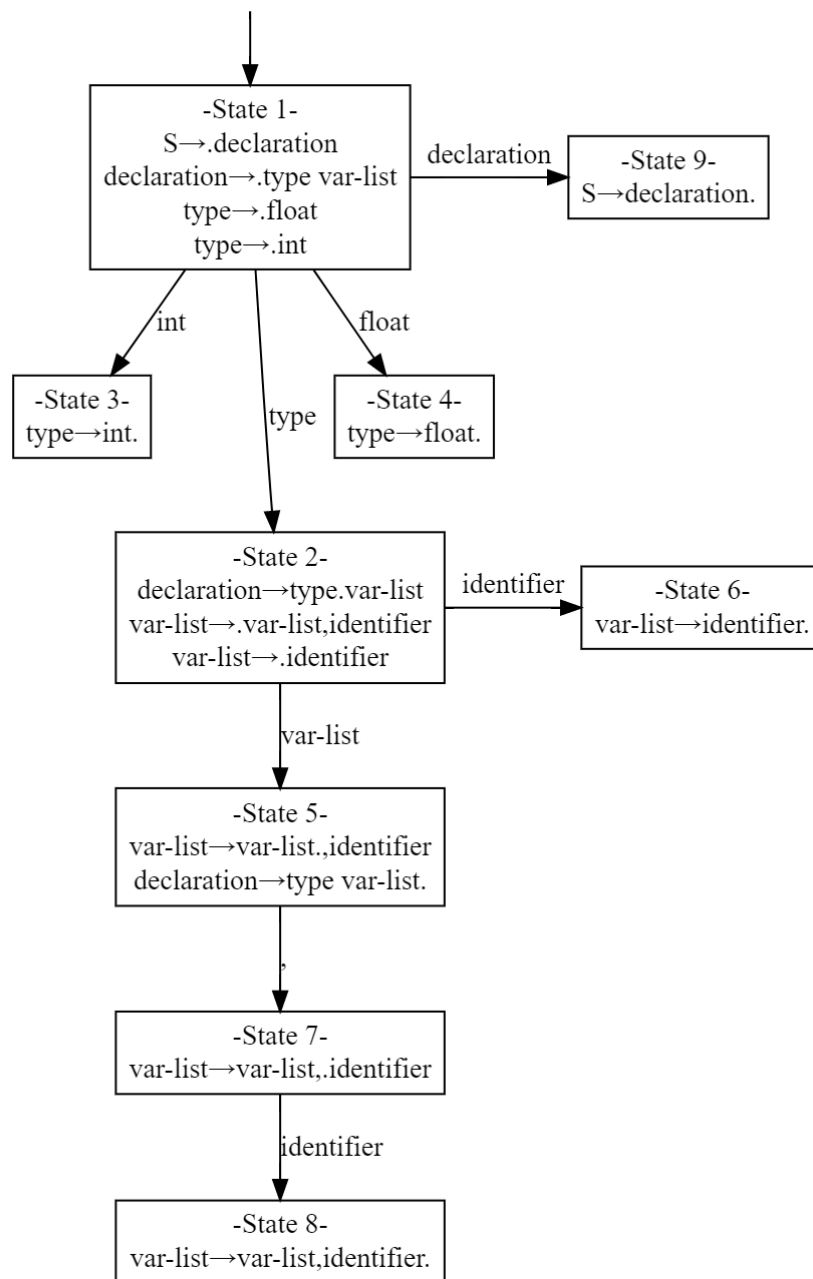 -State 1-
S→.declaration
declaration→.type var-list
type→.float
type→.int
declaration
-State 9-
S→declaration.
int
float
type
-State 3-
type→int.
-State 4-
type→float.
-State 2-
declaration→type.var-list
var-list→.var-list,identifier
var-list→.identifier
identifier
-State 6-
var-list→identifier.
var-list
-State 5-
var-list→var-list.,identifier
declaration→type var-list.
,
-State 7-
var-list→var-list,.identifier
identifier
-State 8-
var-list→var-list,identifier.